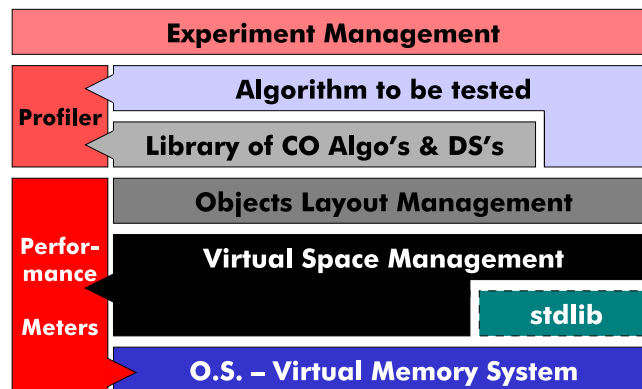 Experiment Management
Algorithm to be tested
Profiler
Library of CO Algo's & DS's
Objects Layout Management
Perfor-
mance
Meters
Virtual Space Management
stdlib
O.S. – Virtual Memory System